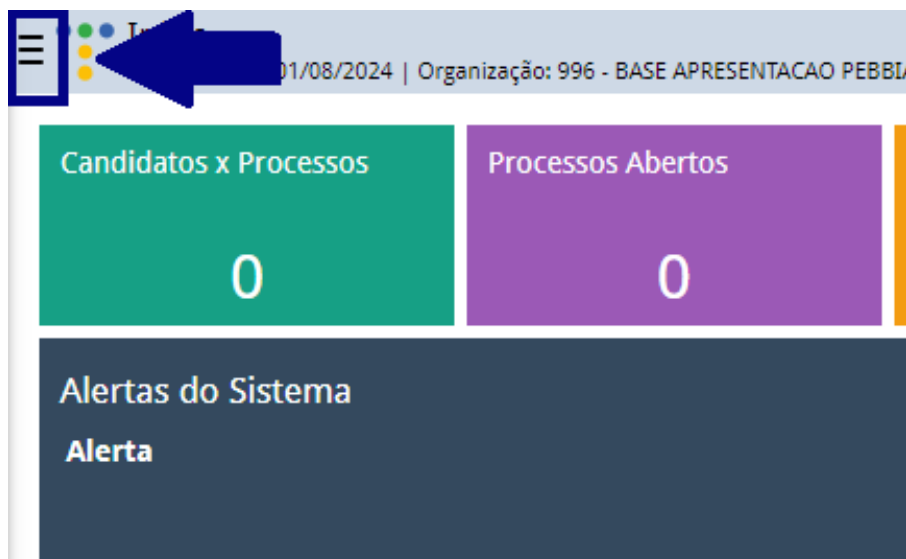 01/08/2024 | Organização: 996 - BASE APRESENTACAO PEBBI
Candidatos x Processos
Processos Abertos
0
0
Alertas do Sistema
Alerta